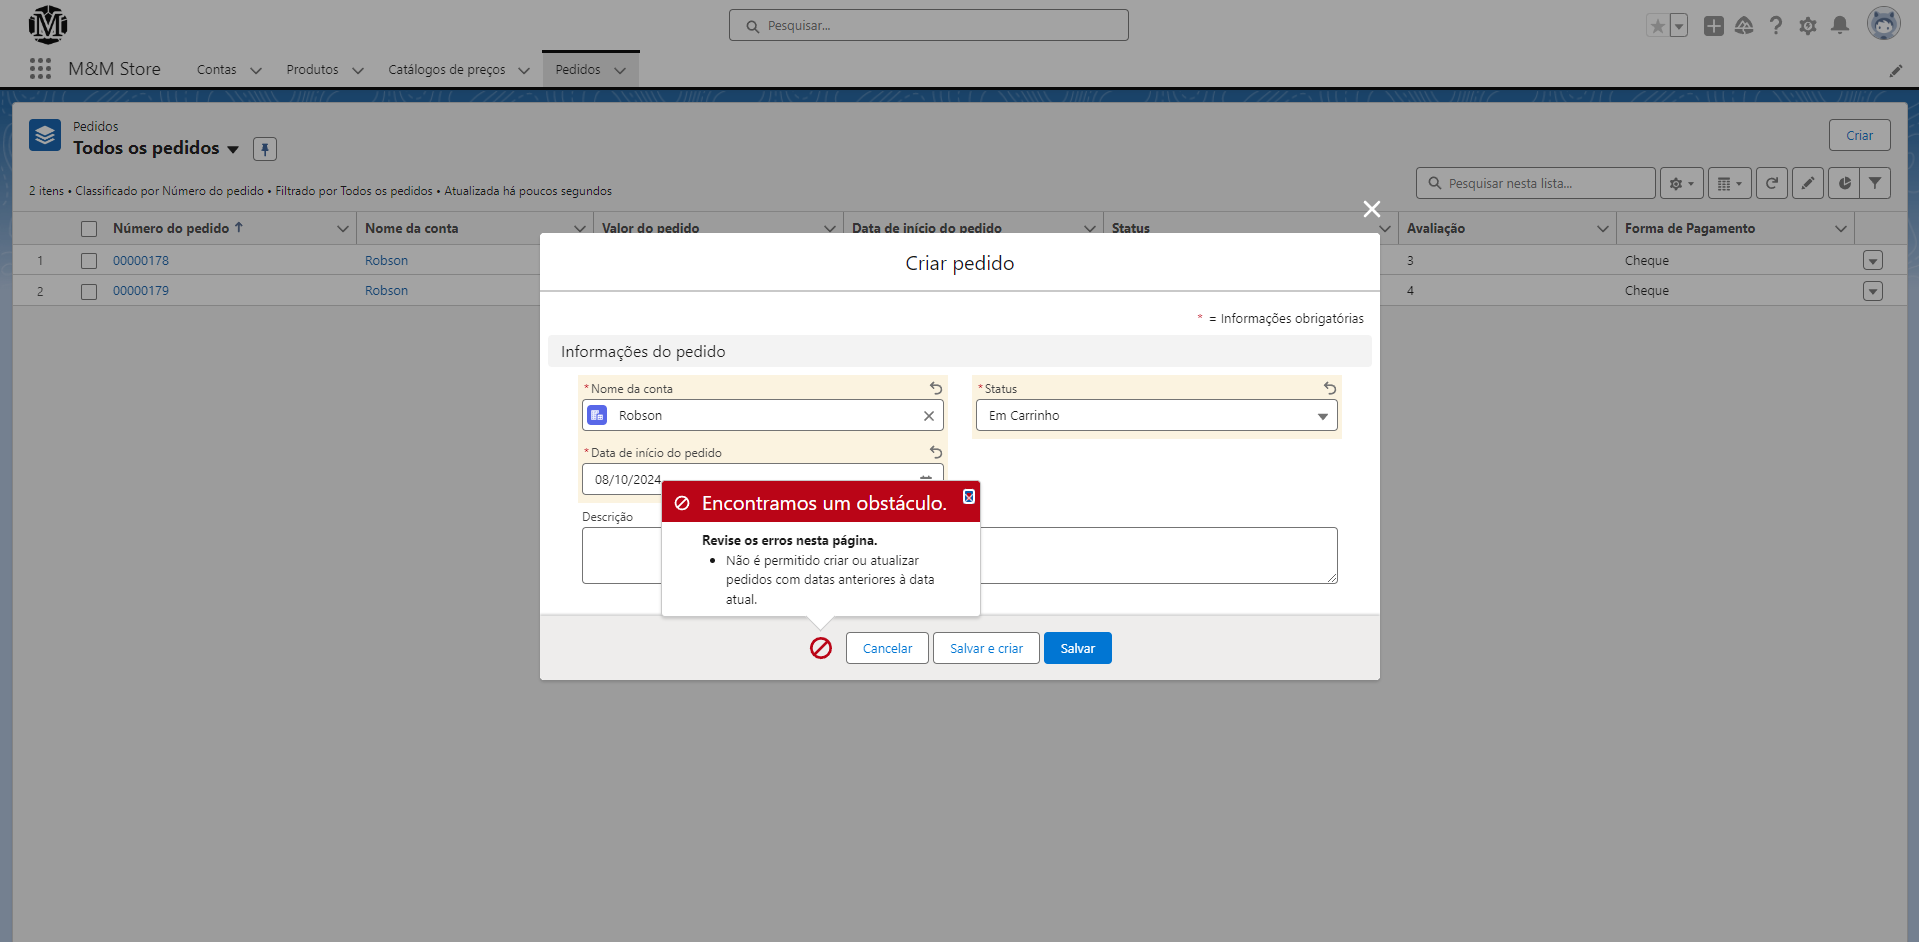 Pesquisar...
M&M Store
Contas
Produtos
Catálogos de preços
Pedidos
Pedidos
Todos os pedidos
Criar
2 itens • Classificado por Número do pedido • Filtrado por Todos os pedidos • Atualizada há poucos segundos
Pesquisar nesta lista...
Número do pedido
Nome da conta
Valor do pedido
Data de início do pedido
Status
Avaliação
Forma de Pagamento
1
00000178
Robson
3
Cheque
2
00000179
Robson
4
Cheque
Criar pedido
* = Informações obrigatórias
Informações do pedido
*Nome da conta
Robson
*Status
Em Carrinho
*Data de início do pedido
08/10/2024
Descrição
Encontramos um obstáculo.
Revise os erros nesta página.
• Não é permitido criar ou atualizar
pedidos com datas anteriores à data
atual.
Cancelar
Salvar e criar
Salvar